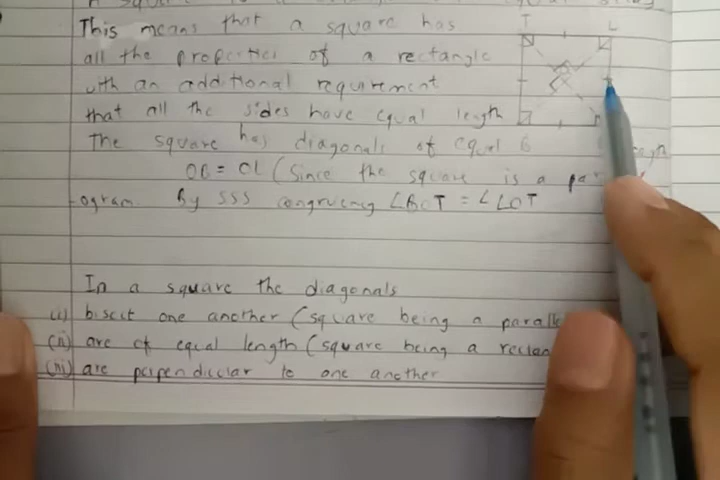 This means that a square has
all the properties of a rectangle
with an additional requirement
that all the sides have equal length
The square has diagonals of equal
OB = OL (Since the square is a par
ogram. By SSS congruency ∠BOT = ∠LOT
In a square the diagonals
(i) bisect one another (square being a parall
(ii) are of equal length (square being a rectan
(iii) are perpendicular to one another
T L